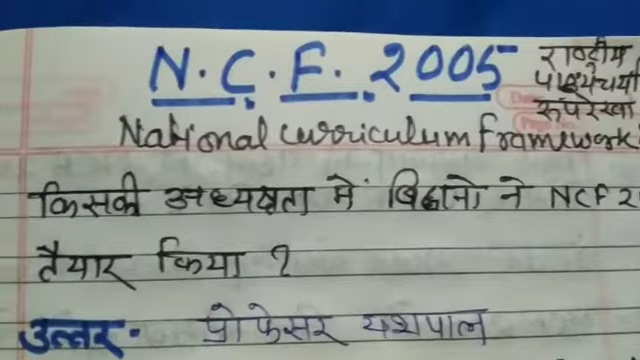 N.C.F. 2005 राष्ट्रीय
पाठ्यचर्या
रूपरेखा
National curriculum framework
किसकी अध्यक्षता में विद्वानो ने NCF 2
तैयार किया ?
उत्तर- प्रोफेसर यशपाल